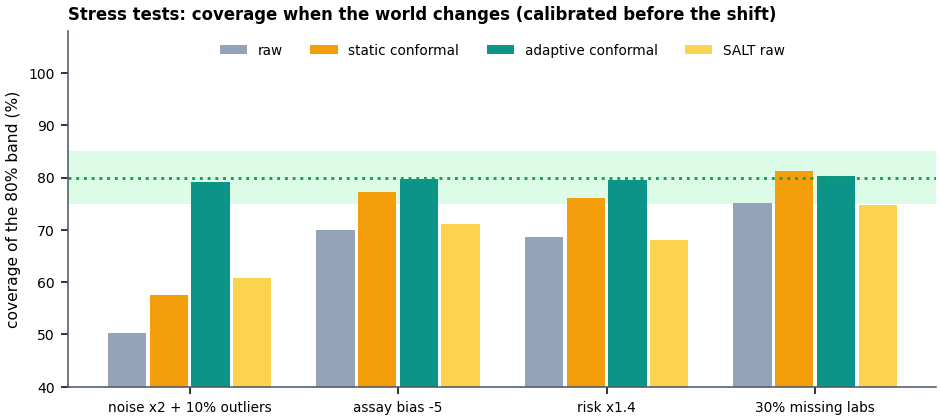 Stress tests: coverage when the world changes (calibrated before the shift)
raw
static conformal
adaptive conformal
SALT raw
coverage of the 80% band (%)
100
90
80
70
60
50
40
noise x2 + 10% outliers
assay bias -5
risk x1.4
30% missing labs